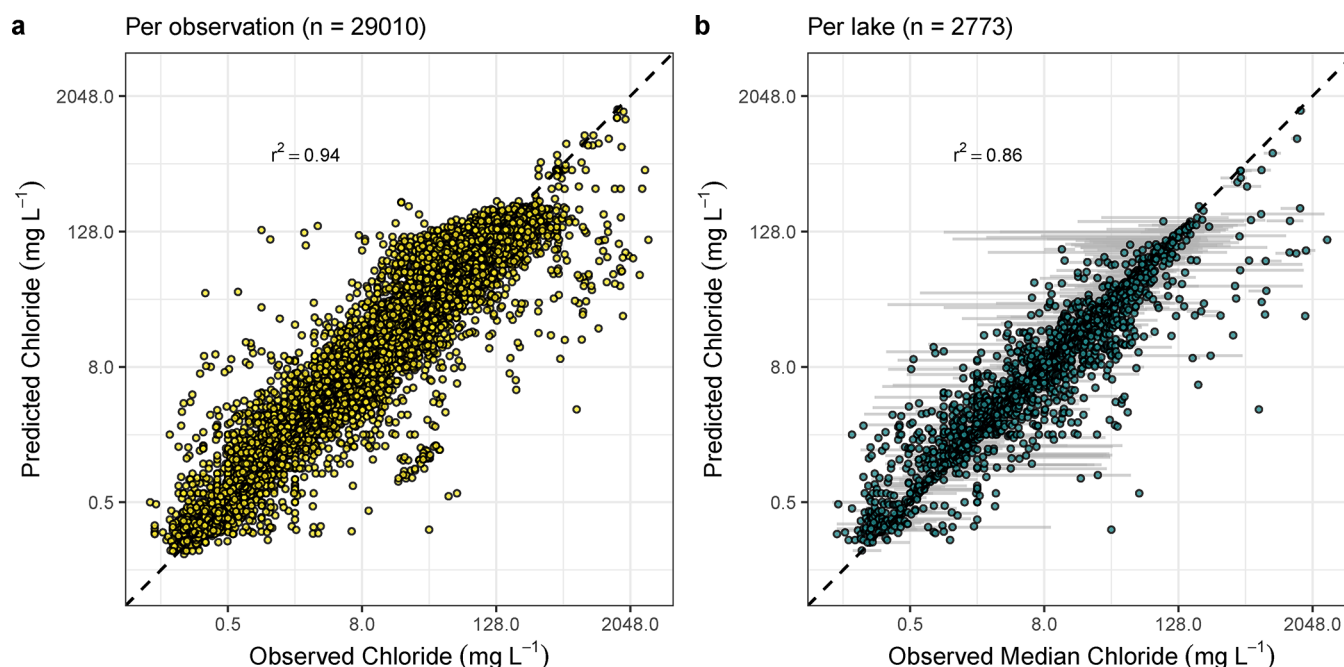 a Per observation (n = 29010)
2048.0
128.0
8.0
0.5
Predicted Chloride (mg L⁻¹)
r² = 0.94
0.5 8.0 128.0 2048.0
Observed Chloride (mg L⁻¹)
b Per lake (n = 2773)
2048.0
128.0
8.0
0.5
Predicted Chloride (mg L⁻¹)
r² = 0.86
0.5 8.0 128.0 2048.0
Observed Median Chloride (mg L⁻¹)